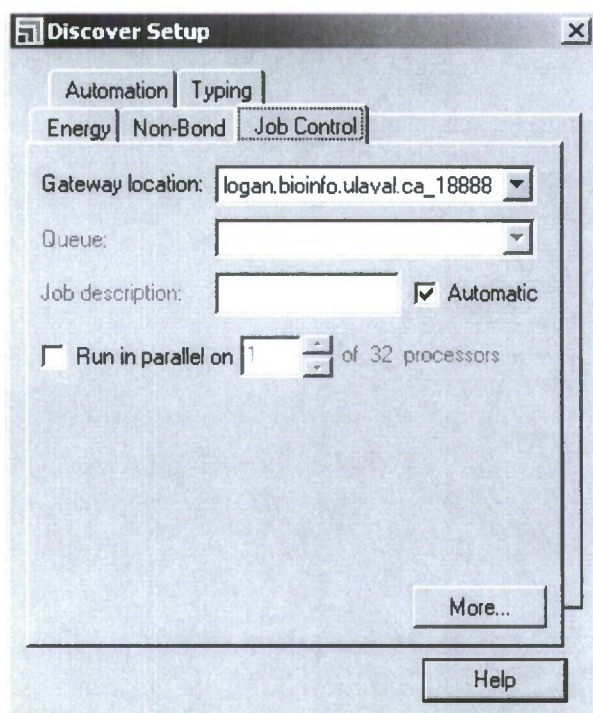 Discover Setup
Automation Typing
Energy Non-Bond Job Control
Gateway location: logan.bioinfo.ulaval.ca_18888
Queue:
Job description: Automatic
Run in parallel on 1 of 32 processors
More...
Help